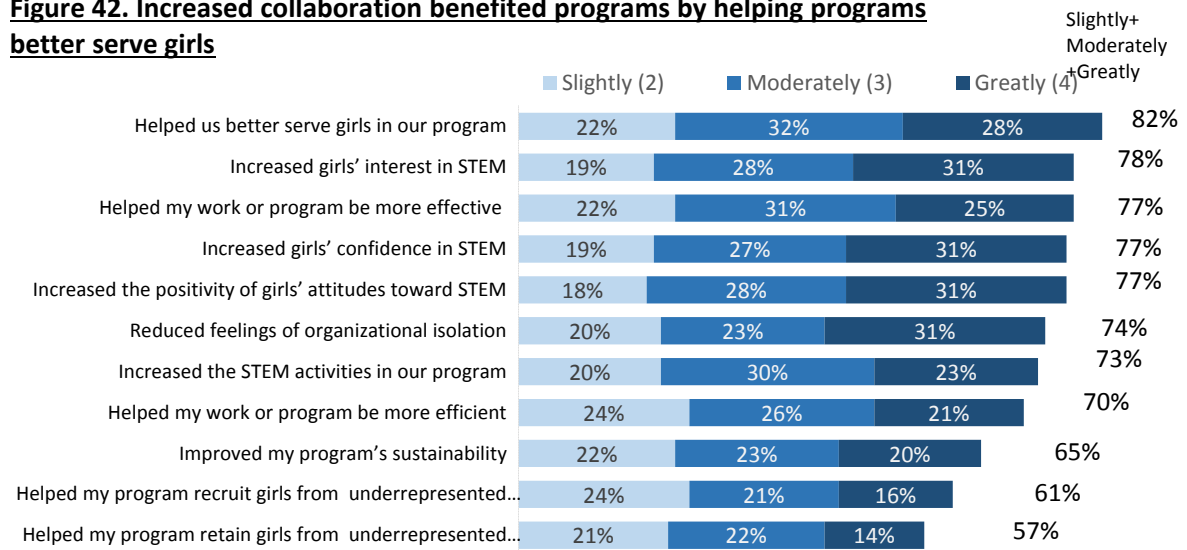 Figure 42. Increased collaboration benefited programs by helping programs
better serve girls
Slightly+
Moderately
+Greatly
Slightly (2) Moderately (3) Greatly (4)
Helped us better serve girls in our program 22% 32% 28% 82%
Increased girls’ interest in STEM 19% 28% 31% 78%
Helped my work or program be more effective 22% 31% 25% 77%
Increased girls’ confidence in STEM 19% 27% 31% 77%
Increased the positivity of girls’ attitudes toward STEM 18% 28% 31% 77%
Reduced feelings of organizational isolation 20% 23% 31% 74%
Increased the STEM activities in our program 20% 30% 23% 73%
Helped my work or program be more efficient 24% 26% 21% 70%
Improved my program’s sustainability 22% 23% 20% 65%
Helped my program recruit girls from underrepresented… 24% 21% 16% 61%
Helped my program retain girls from underrepresented… 21% 22% 14% 57%